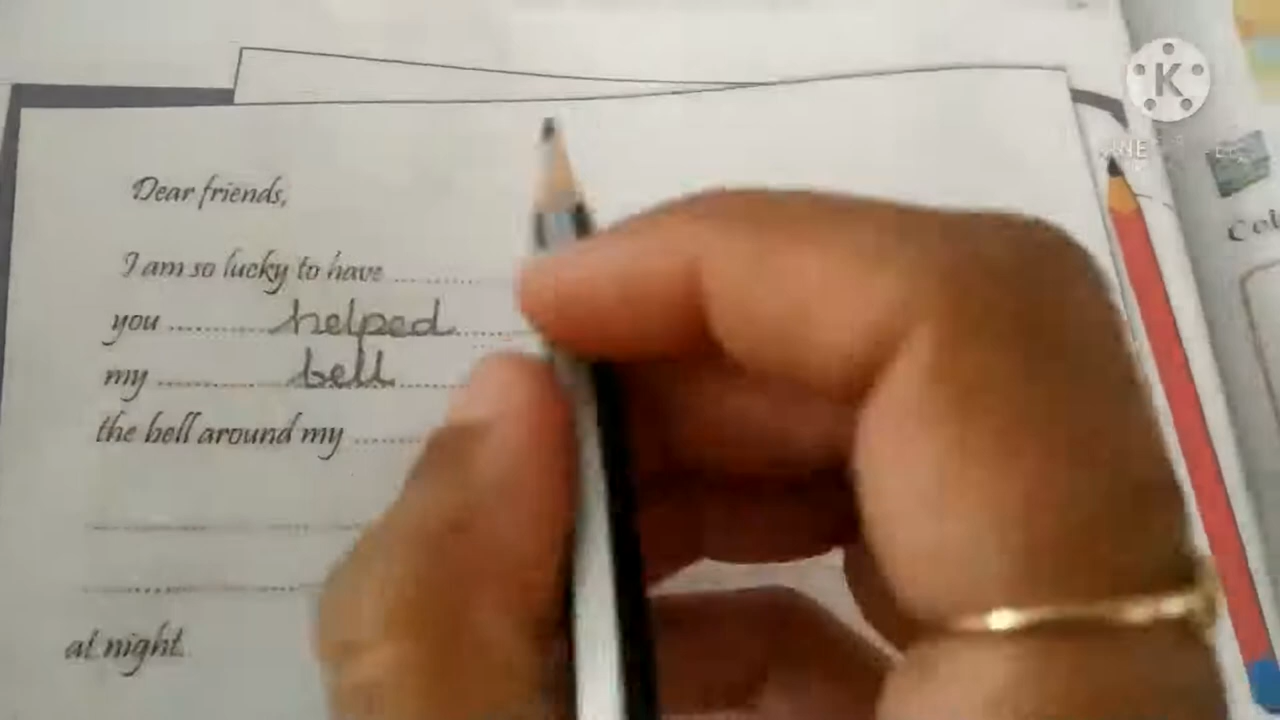 K
Dear friends,
I am so lucky to have ................
you ............helped............
my ............bell............
the bell around my ............
at night.